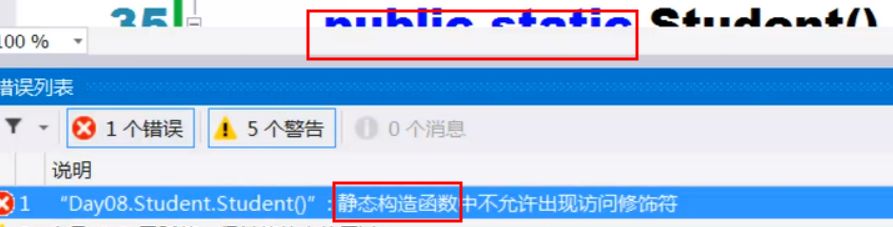 35 public static Student()
100 %
错误列表
1 个错误 5 个警告 0 个消息
说明
1 "Day08.Student.Student()"：静态构造函数中不允许出现访问修饰符